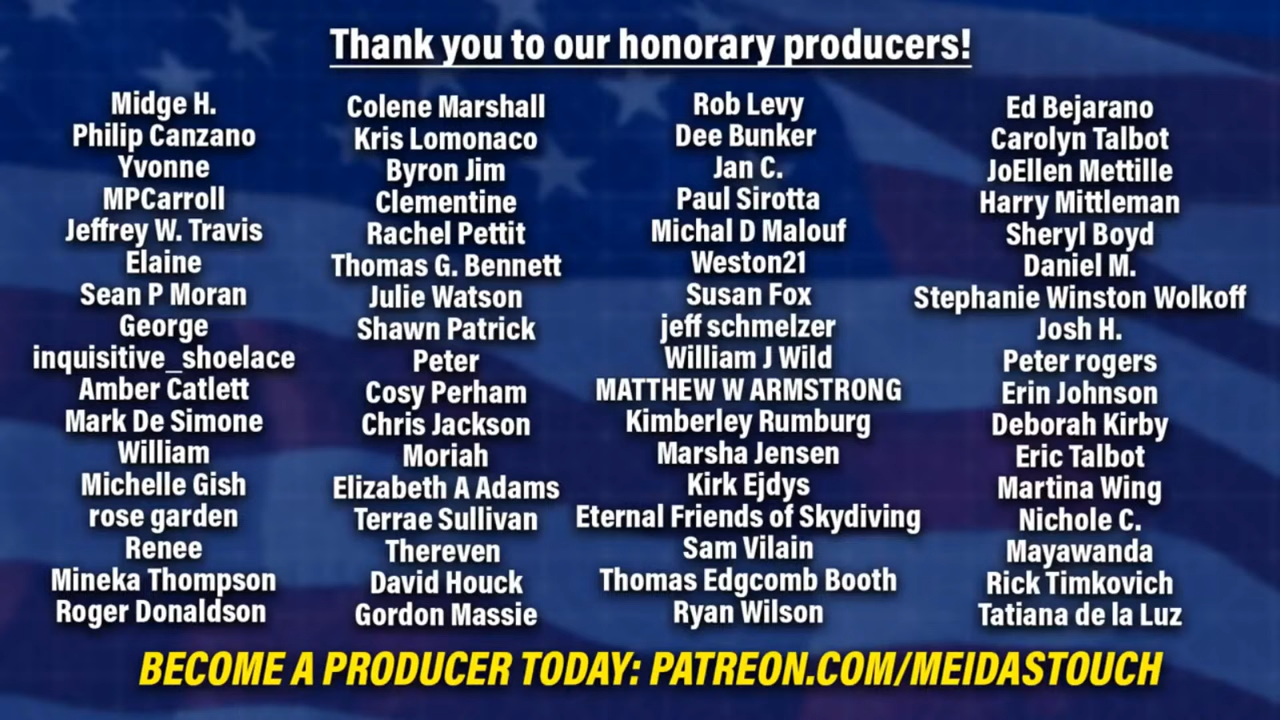 Thank you to our honorary producers!
Midge H.
Philip Canzano
Yvonne
MPCarroll
Jeffrey W. Travis
Elaine
Sean P Moran
George
inquisitive_shoelace
Amber Catlett
Mark De Simone
William
Michelle Gish
rose garden
Renee
Mineka Thompson
Roger Donaldson
Colene Marshall
Kris Lomonaco
Byron Jim
Clementine
Rachel Pettit
Thomas G. Bennett
Julie Watson
Shawn Patrick
Peter
Cosy Perham
Chris Jackson
Moriah
Elizabeth A Adams
Terrae Sullivan
Thereven
David Houck
Gordon Massie
Rob Levy
Dee Bunker
Jan C.
Paul Sirotta
Michal D Malouf
Weston21
Susan Fox
jeff schmelzer
William J Wild
MATTHEW W ARMSTRONG
Kimberley Rumburg
Marsha Jensen
Kirk Ejdys
Eternal Friends of Skydiving
Sam Vilain
Thomas Edgcomb Booth
Ryan Wilson
Ed Bejarano
Carolyn Talbot
JoEllen Mettille
Harry Mittleman
Sheryl Boyd
Daniel M.
Stephanie Winston Wolkoff
Josh H.
Peter rogers
Erin Johnson
Deborah Kirby
Eric Talbot
Martina Wing
Nichole C.
Mayawanda
Rick Timkovich
Tatiana de la Luz
BECOME A PRODUCER TODAY: PATREON.COM/MEIDASTOUCH